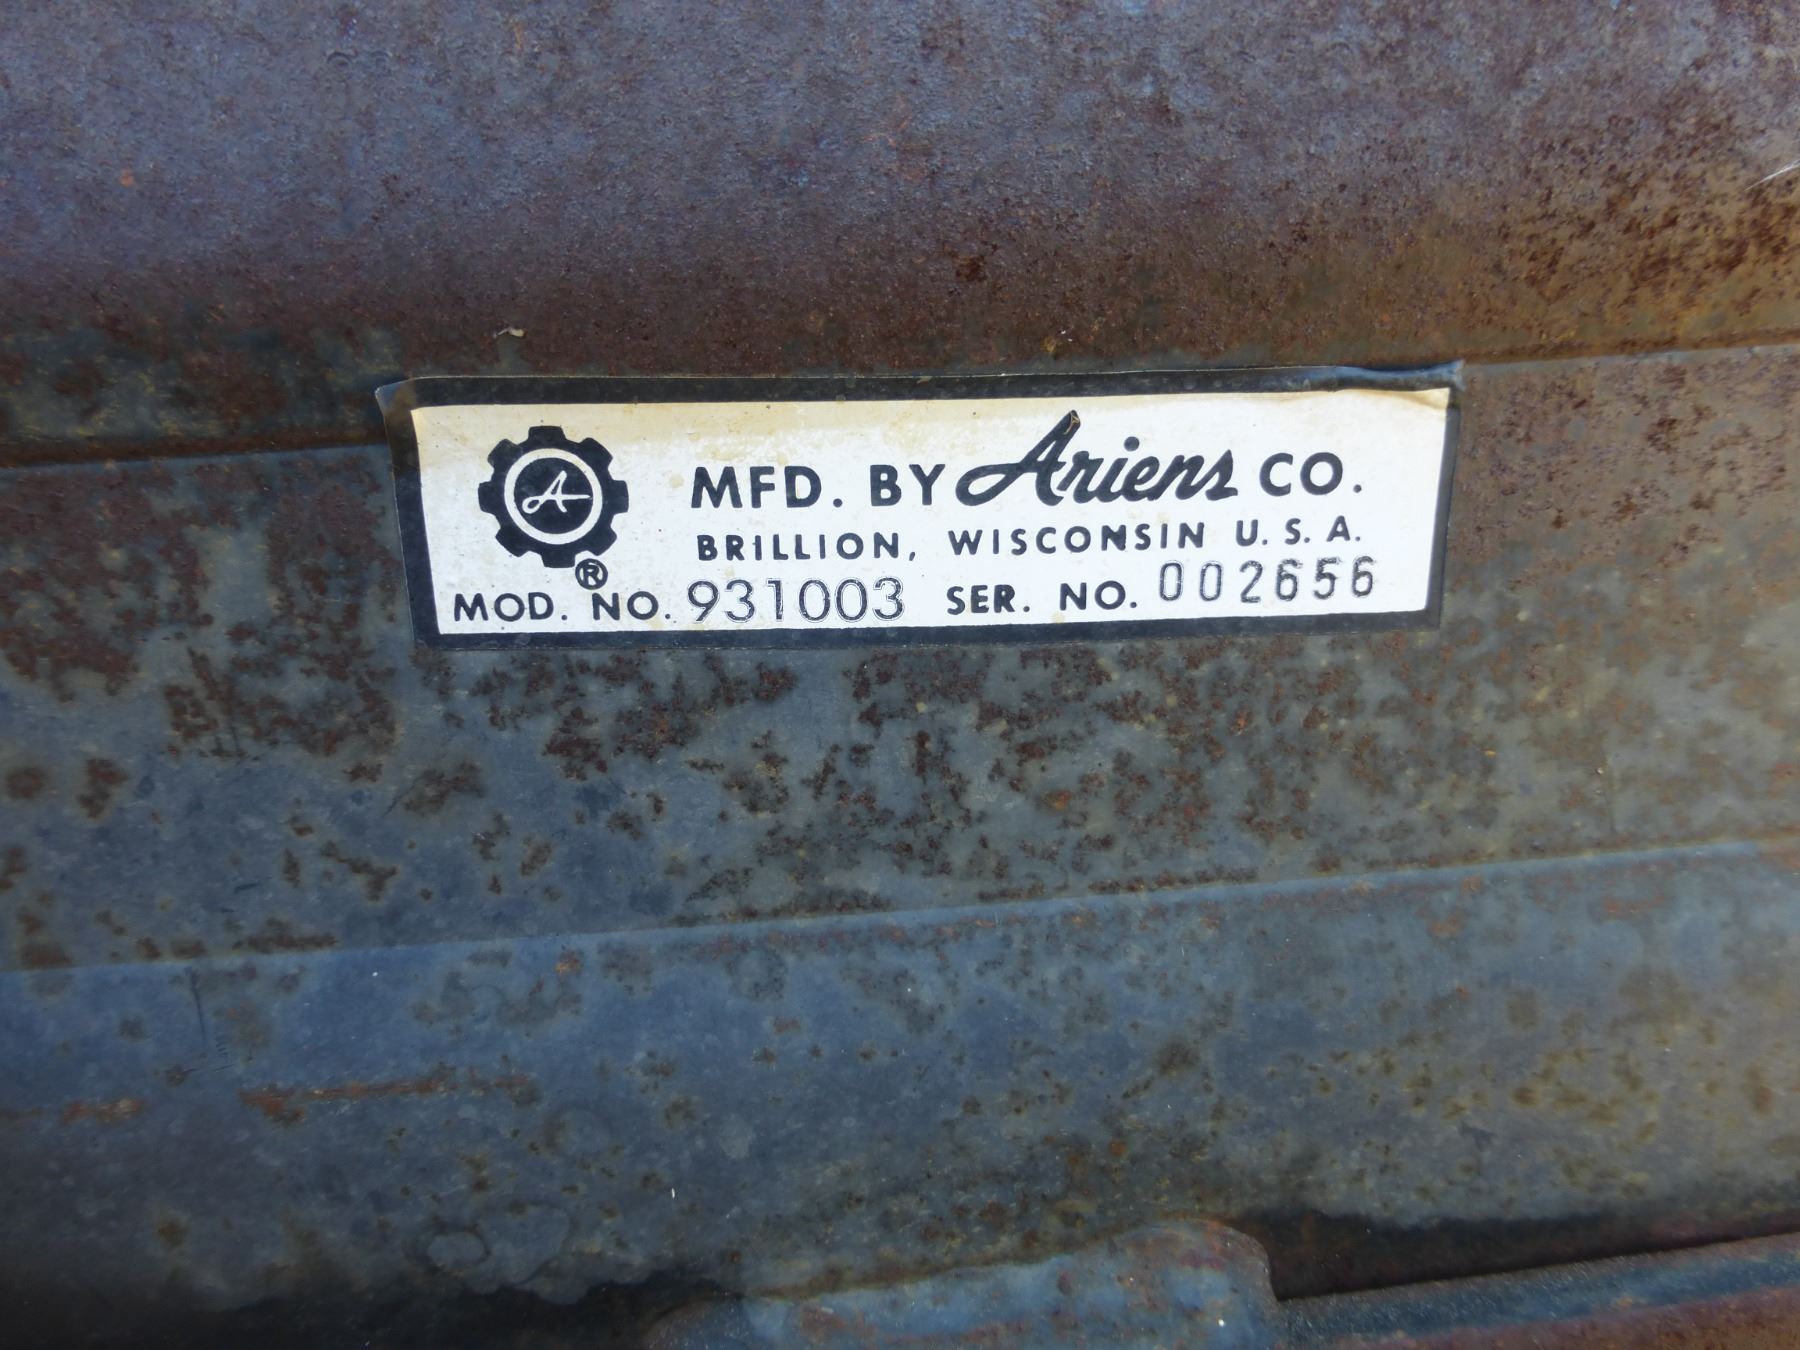 A
®
MFD. BY Ariens CO.
BRILLION, WISCONSIN U. S. A.
MOD. NO. 931003 SER. NO. 002656